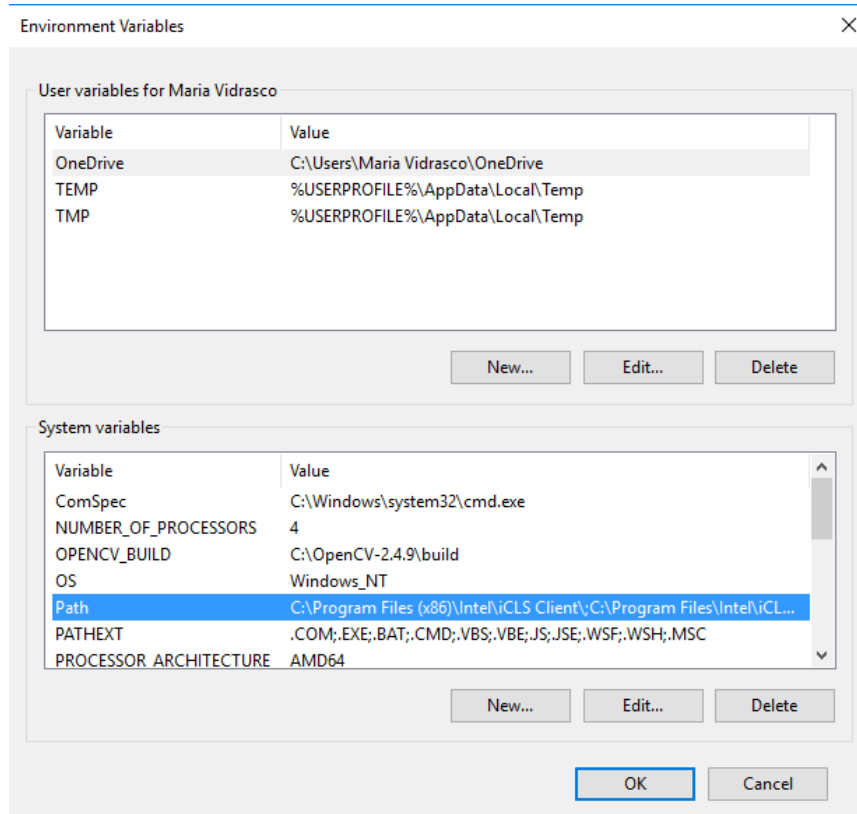 Environment Variables
User variables for Maria Vidrasco
Variable Value
OneDrive C:\Users\Maria Vidrasco\OneDrive
TEMP %USERPROFILE%\AppData\Local\Temp
TMP %USERPROFILE%\AppData\Local\Temp
New... Edit... Delete
System variables
Variable Value
ComSpec C:\Windows\system32\cmd.exe
NUMBER_OF_PROCESSORS 4
OPENCV_BUILD C:\OpenCV-2.4.9\build
OS Windows_NT
Path C:\Program Files (x86)\Intel\iCLS Client\;C:\Program Files\Intel\iCL...
PATHEXT .COM;.EXE;.BAT;.CMD;.VBS;.VBE;.JS;.JSE;.WSF;.WSH;.MSC
PROCESSOR_ARCHITECTURE AMD64
New... Edit... Delete
OK Cancel